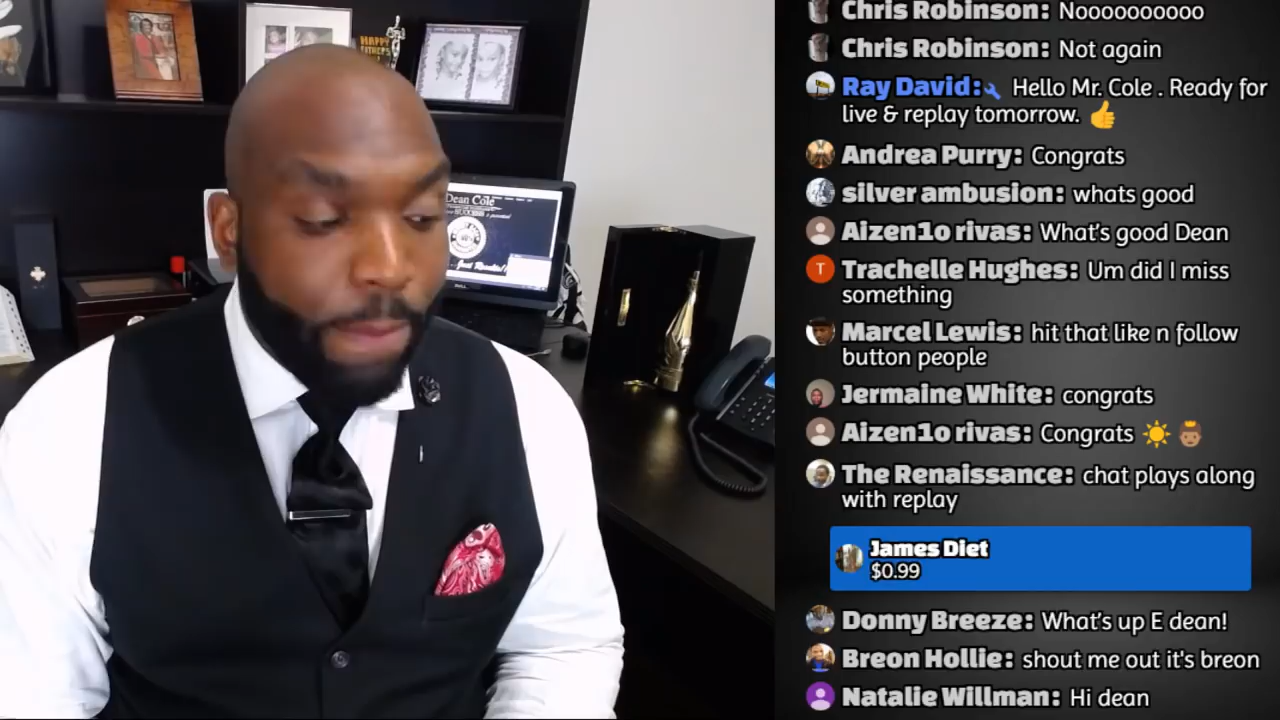 HAPPY
FATHER'S
Dean Cole
SUCCESS
DELL
Chris Robinson: Noooooooooo
Chris Robinson: Not again
Ray David: Hello Mr. Cole . Ready for
live & replay tomorrow. 👍
Andrea Purry: Congrats
silver ambusion: whats good
Aizen1o rivas: What's good Dean
T Trachelle Hughes: Um did I miss
something
Marcel Lewis: hit that like n follow
button people
Jermaine White: congrats
Aizen1o rivas: Congrats ☀️ 🤴🏽
The Renaissance: chat plays along
with replay
James Diet
$0.99
Donny Breeze: What's up E dean!
Breon Hollie: shout me out it's breon
Natalie Willman: Hi dean